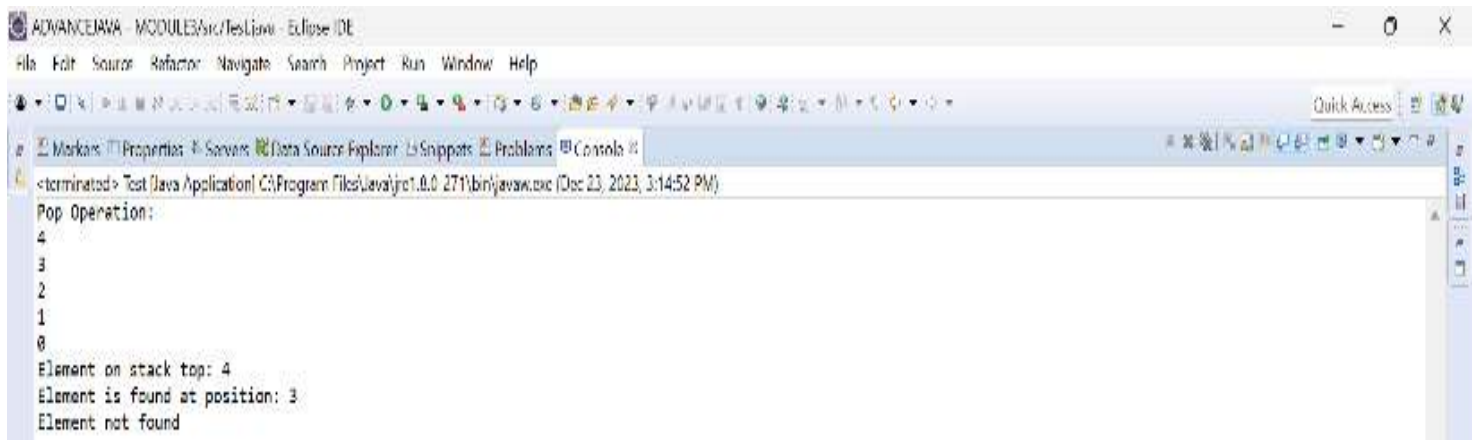 ADVANCEJAVA - MODULE3/src/Test.java - Eclipse IDE
File Edit Source Refactor Navigate Search Project Run Window Help
Quick Access
Markers Properties Servers Data Source Explorer Snippets Problems Console
<terminated> Test [Java Application] C:\Program Files\Java\jre1.8.0_271\bin\javaw.exe (Dec 23, 2023, 3:14:52 PM)
Pop Operation:
4
3
2
1
0
Element on stack top: 4
Element is found at position: 3
Element not found